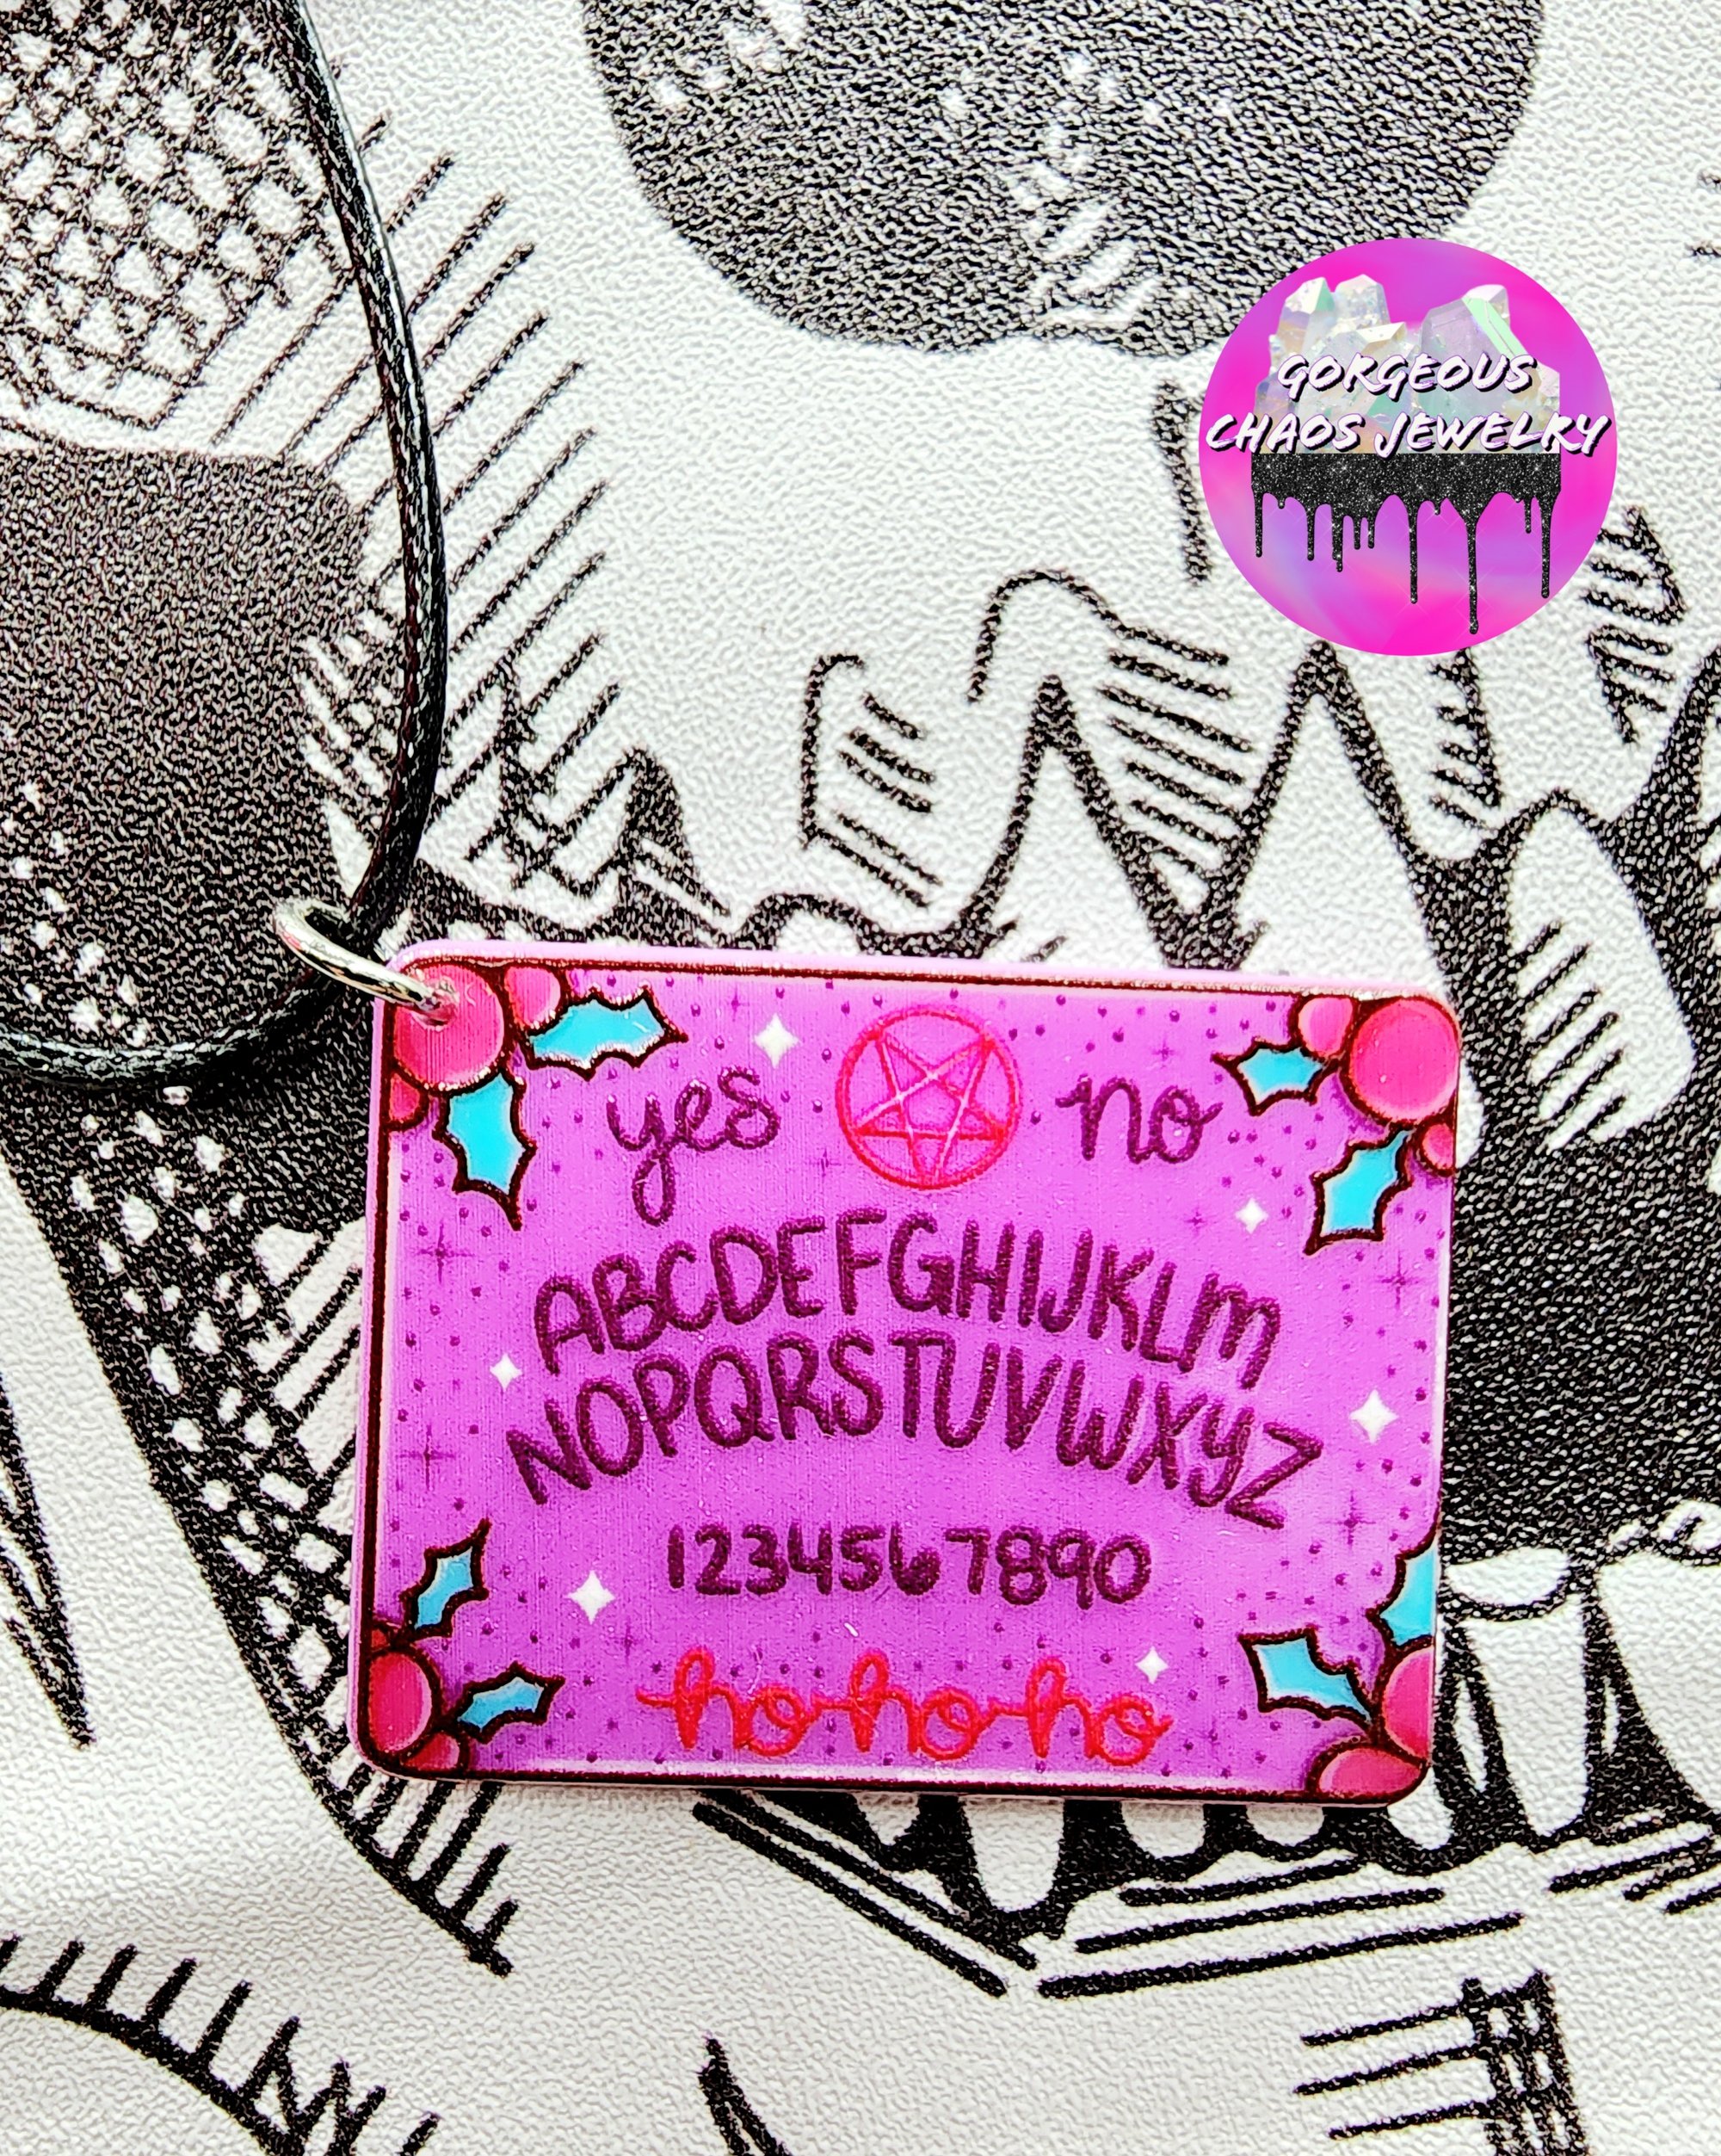 GORGEOUS
CHAOS JEWELRY
yes no
ABCDEFGHIJKLM
NOPQRSTUVWXYZ
1234567890
ho ho ho